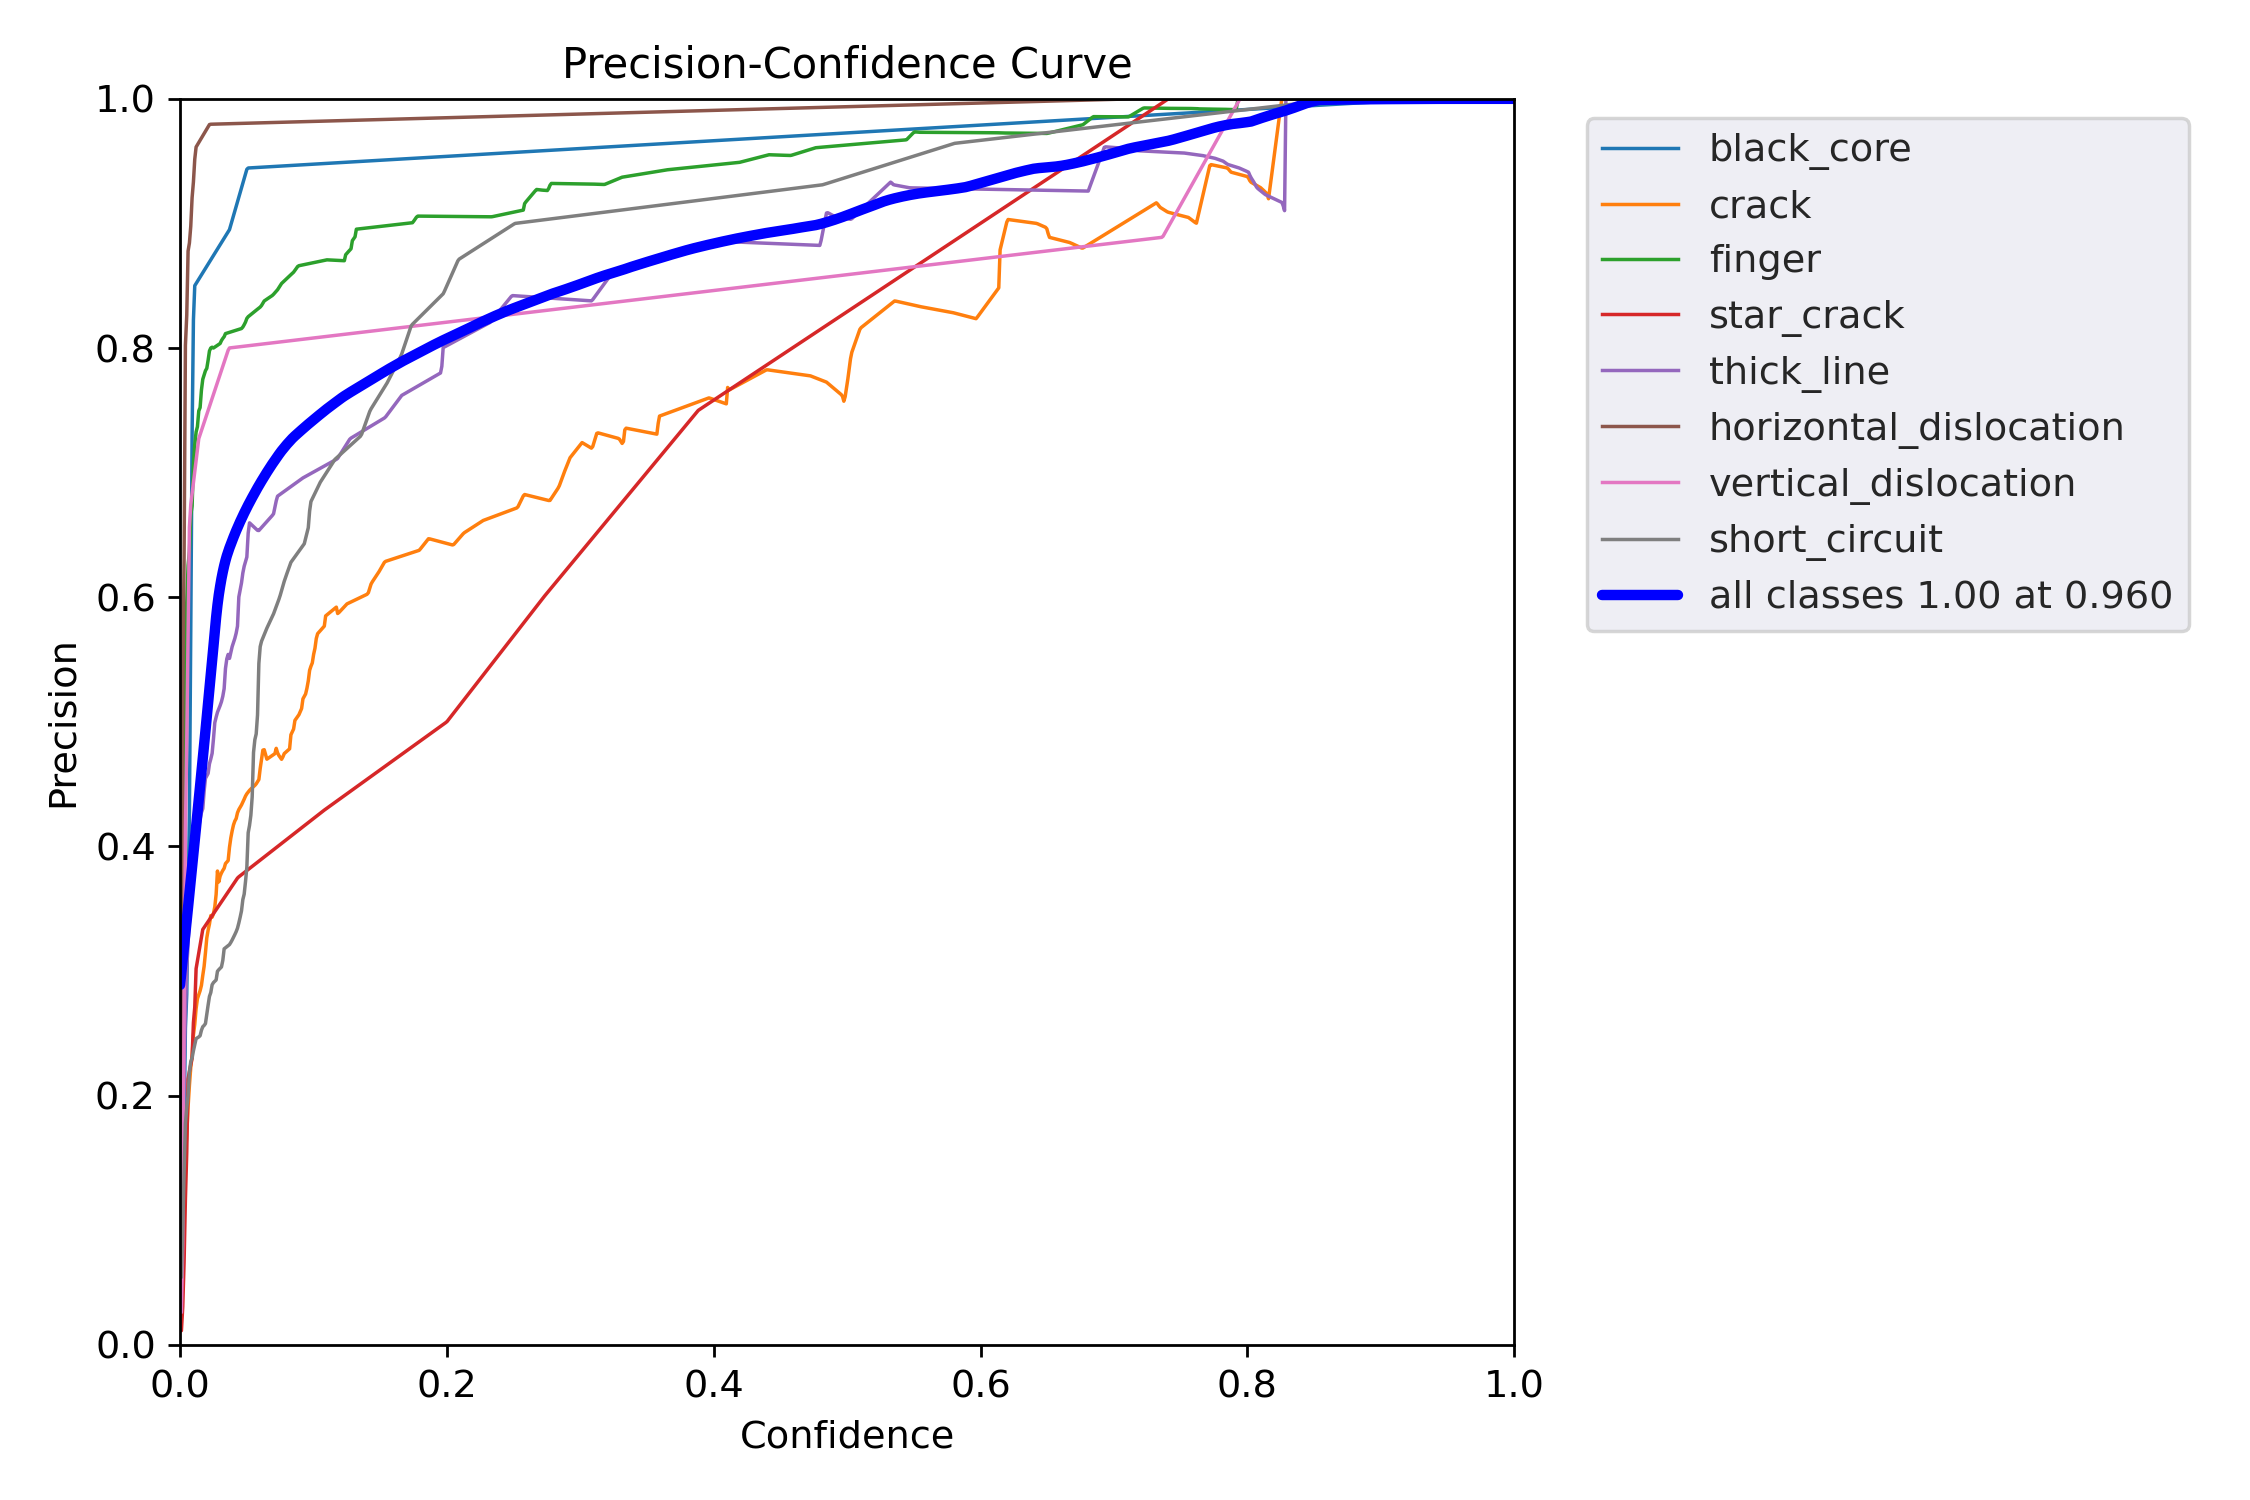 Precision-Confidence Curve
1.0
0.8
0.6
0.4
0.2
0.0
Precision
0.0 0.2 0.4 0.6 0.8 1.0
Confidence
black_core
crack
finger
star_crack
thick_line
horizontal_dislocation
vertical_dislocation
short_circuit
all classes 1.00 at 0.960